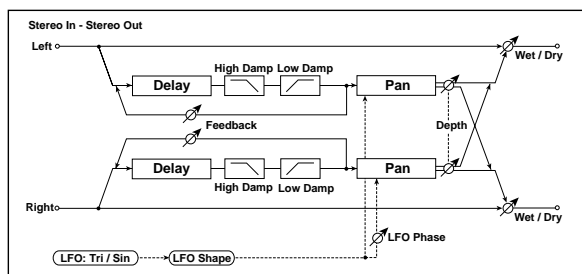 Stereo In - Stereo Out
Left
Wet / Dry
High Damp Low Damp
Delay
Pan
Feedback
Depth
Delay
Pan
High Damp Low Damp
Right
Wet / Dry
LFO Phase
LFO: Tri / Sin
LFO Shape